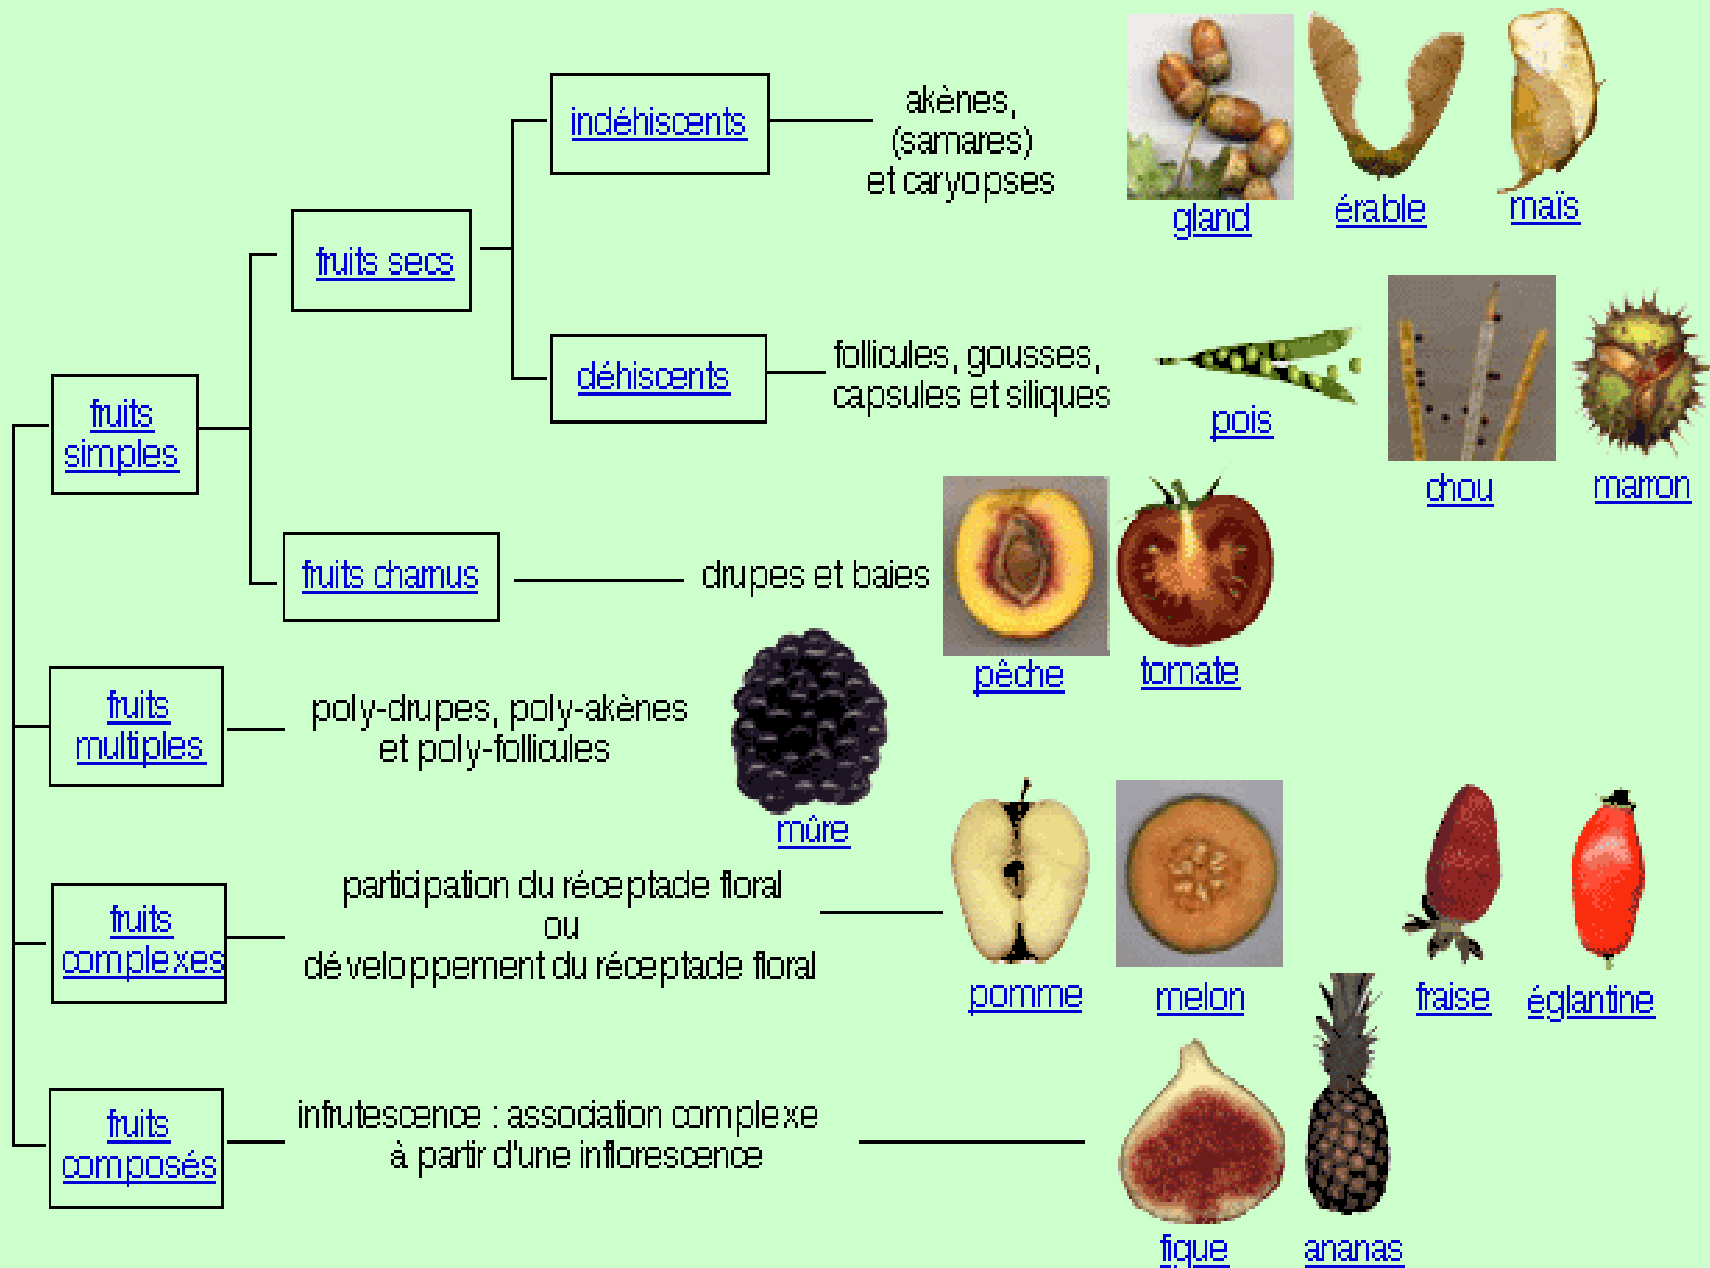 indéhiscents
akènes,
(samares)
et caryopses
gland
érable
maïs
fruits secs
déhiscents
follicules, gousses,
capsules et siliques
pois
chou
marron
fruits
simples
fruits charnus
drupes et baies
pêche
tomate
fruits
multiples
poly-drupes, poly-akènes
et poly-follicules
mûre
fruits
complexes
participation du réceptacle floral
ou
développement du réceptacle floral
pomme
melon
fraise
églantine
fruits
composés
infrutescence : association complexe
à partir d'une inflorescence
figue
ananas